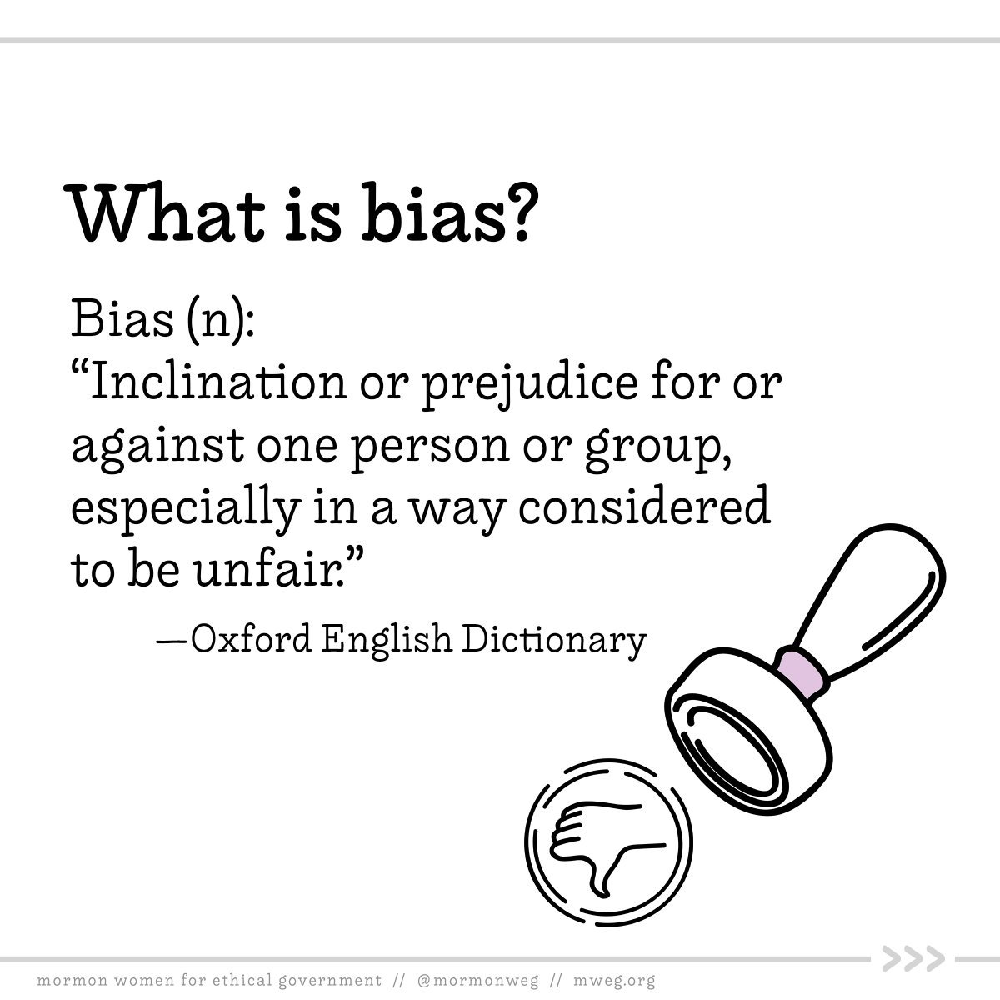 What is bias?
Bias (n):
“Inclination or prejudice for or
against one person or group,
especially in a way considered
to be unfair.”
—Oxford English Dictionary
mormon women for ethical government // @mormonweg // mweg.org